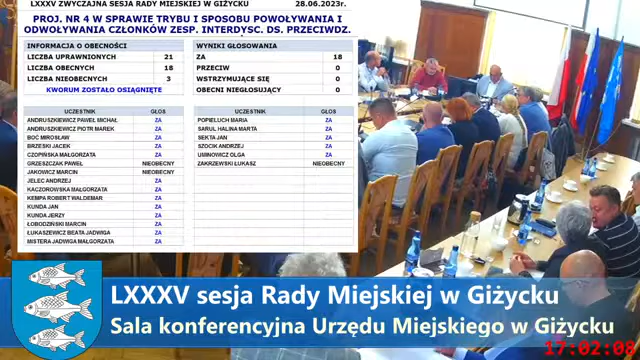 LXXXV ZWYCZAJNA SESJA RADY MIEJSKIEJ W GIŻYCKU 28.06.2023r.
PROJ. NR 4 W SPRAWIE TRYBU I SPOSOBU POWOŁYWANIA I
ODWOŁYWANIA CZŁONKÓW ZESP. INTERDYSC. DS. PRZECIWDZ.
INFORMACJA O OBECNOŚCI
LICZBA UPRAWNIONYCH 21
LICZBA OBECNYCH 18
LICZBA NIEOBECNYCH 3
KWORUM ZOSTAŁO OSIĄGNIĘTE
WYNIKI GŁOSOWANIA
ZA 18
PRZECIW 0
WSTRZYMUJĄCE SIĘ 0
OBECNI NIEGŁOSUJĄCY 0
UCZESTNIK GŁOS
ANDRUSZKIEWICZ PAWEŁ MICHAŁ ZA
ANDRUSZKIEWICZ PIOTR MAREK ZA
BOĆ MIROSŁAW ZA
BRZESKI JACEK ZA
CZOPIŃSKA MAŁGORZATA ZA
GRZESZCZAK PAWEŁ NIEOBECNY
JAKOWICZ MARCIN NIEOBECNY
JELEC ANDRZEJ ZA
KACZOROWSKA MAŁGORZATA ZA
KEMPA ROBERT WALDEMAR ZA
KUNDA JAN ZA
KUNDA JERZY ZA
ŁOBODZIŃSKI MARCIN ZA
ŁUKASZEWICZ BEATA JADWIGA ZA
MISTERA JADWIGA MAŁGORZATA ZA
UCZESTNIK GŁOS
POPIELUCH MARIA ZA
SARUL HALINA MARTA ZA
SEKTA JAN ZA
SZOCIK ANDRZEJ ZA
UMINOWICZ OLGA ZA
ZAKRZEWSKI ŁUKASZ NIEOBECNY
LXXXV sesja Rady Miejskiej w Giżycku
Sala konferencyjna Urzędu Miejskiego w Giżycku
17:02:08